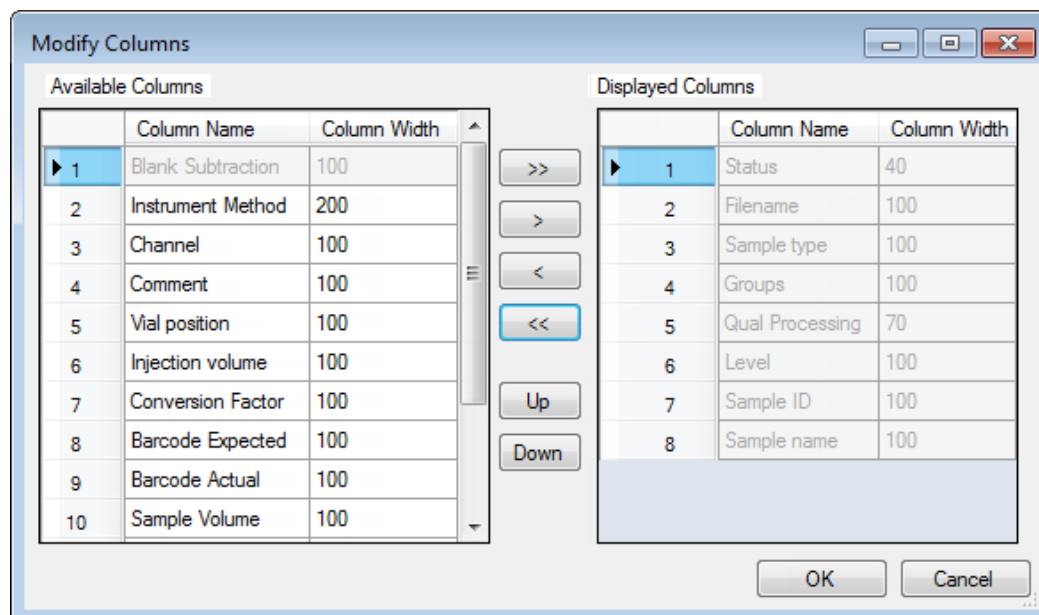 Modify Columns
Available Columns
Displayed Columns
Column Name Column Width
1 Blank Subtraction 100
2 Instrument Method 200
3 Channel 100
4 Comment 100
5 Vial position 100
6 Injection volume 100
7 Conversion Factor 100
8 Barcode Expected 100
9 Barcode Actual 100
10 Sample Volume 100
>>
>
<
<<
Up
Down
Column Name Column Width
1 Status 40
2 Filename 100
3 Sample type 100
4 Groups 100
5 Qual Processing 70
6 Level 100
7 Sample ID 100
8 Sample name 100
OK Cancel